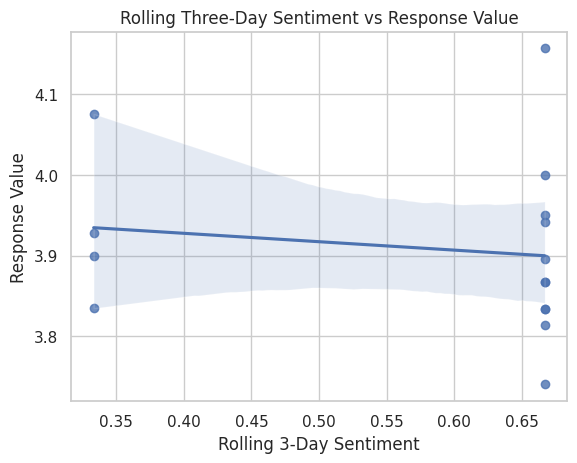 Rolling Three-Day Sentiment vs Response Value
4.1
4.0
3.9
3.8
Response Value
0.35 0.40 0.45 0.50 0.55 0.60 0.65
Rolling 3-Day Sentiment